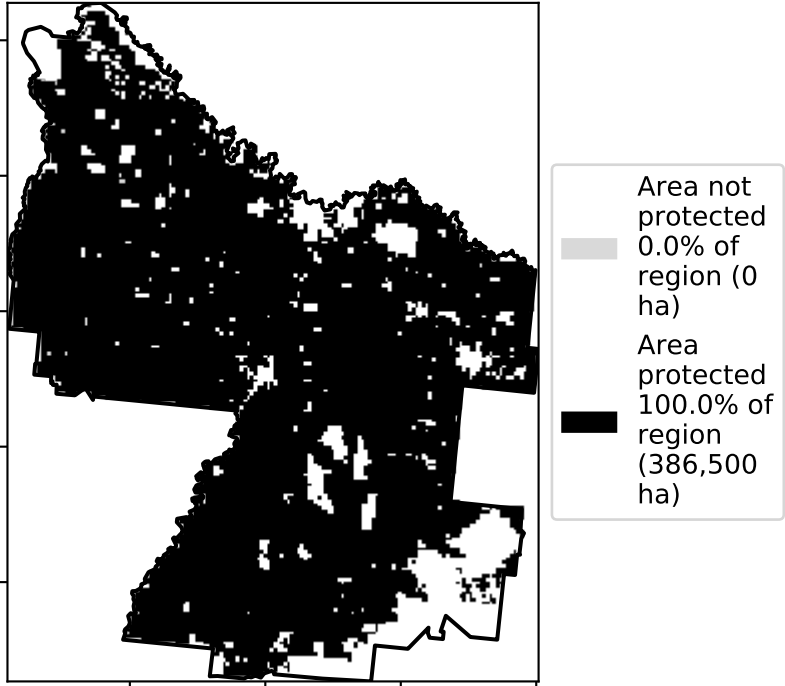 Area not
protected
0.0% of
region (0
ha)
Area
protected
100.0% of
region
(386,500
ha)